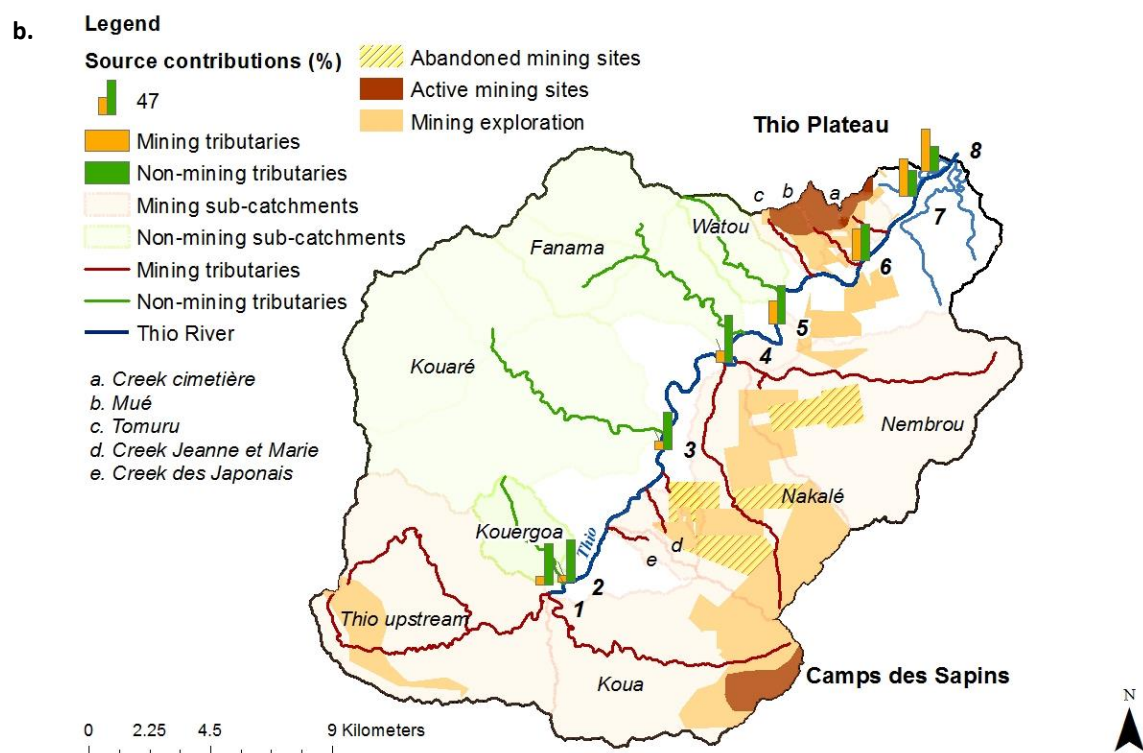 b.
Legend
Source contributions (%)
47
Mining tributaries
Non-mining tributaries
Mining sub-catchments
Non-mining sub-catchments
Mining tributaries
Non-mining tributaries
Thio River
Abandoned mining sites
Active mining sites
Mining exploration
a. Creek cimetière
b. Mué
c. Tomuru
d. Creek Jeanne et Marie
e. Creek des Japonais
Thio Plateau
8
c b a
Watou
7
Fanama
6
5
4
Kouaré
Nembrou
3
Nakalé
Kouergoa
Thio
d
e
2
1
Thio upstream
Koua
Camps des Sapins
N
0 2.25 4.5 9 Kilometers